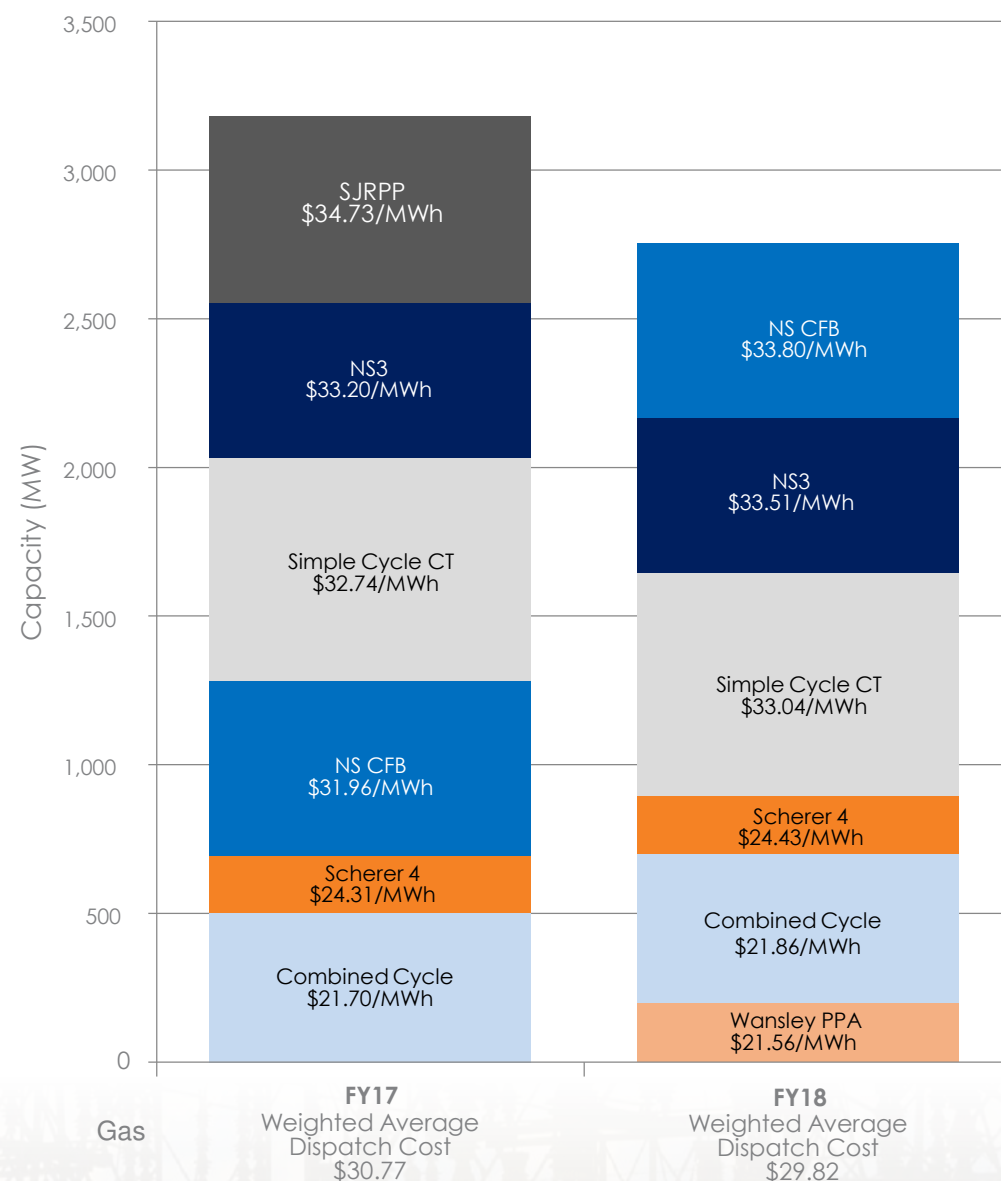 3,500
3,000
2,500
2,000
1,500
1,000
500
0
Capacity (MW)
SJRPP
$34.73/MWh
NS3
$33.20/MWh
Simple Cycle CT
$32.74/MWh
NS CFB
$31.96/MWh
Scherer 4
$24.31/MWh
Combined Cycle
$21.70/MWh
NS CFB
$33.80/MWh
NS3
$33.51/MWh
Simple Cycle CT
$33.04/MWh
Scherer 4
$24.43/MWh
Combined Cycle
$21.86/MWh
Wansley PPA
$21.56/MWh
Gas
FY17
Weighted Average
Dispatch Cost
$30.77
FY18
Weighted Average
Dispatch Cost
$29.82